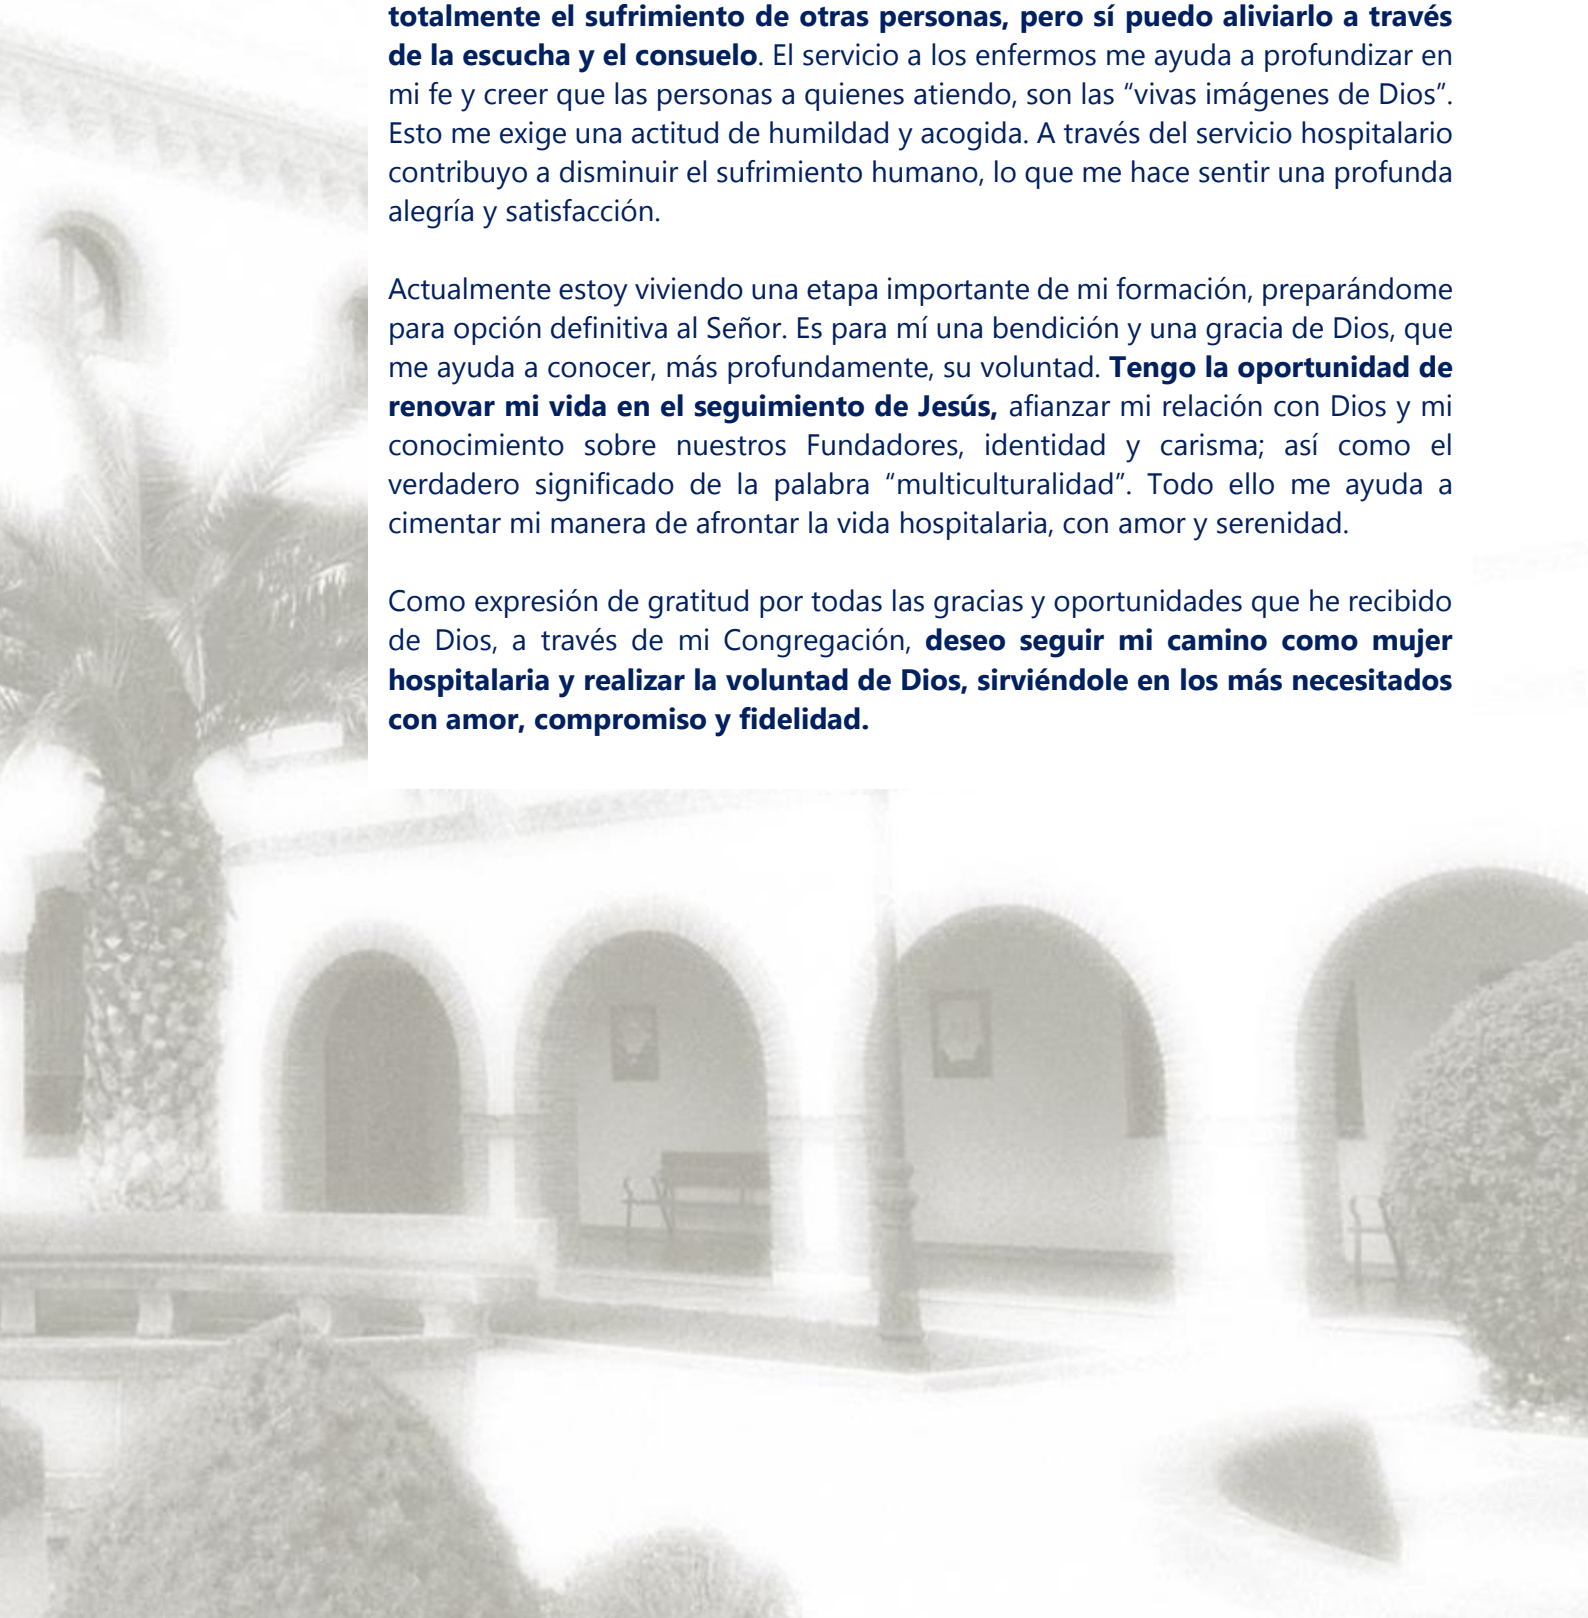 totalmente el sufrimiento de otras personas, pero sí puedo aliviarlo a través
de la escucha y el consuelo. El servicio a los enfermos me ayuda a profundizar en
mi fe y creer que las personas a quienes atiendo, son las “vivas imágenes de Dios”.
Esto me exige una actitud de humildad y acogida. A través del servicio hospitalario
contribuyo a disminuir el sufrimiento humano, lo que me hace sentir una profunda
alegría y satisfacción.
Actualmente estoy viviendo una etapa importante de mi formación, preparándome
para opción definitiva al Señor. Es para mí una bendición y una gracia de Dios, que
me ayuda a conocer, más profundamente, su voluntad. Tengo la oportunidad de
renovar mi vida en el seguimiento de Jesús, afianzar mi relación con Dios y mi
conocimiento sobre nuestros Fundadores, identidad y carisma; así como el
verdadero significado de la palabra “multiculturalidad”. Todo ello me ayuda a
cimentar mi manera de afrontar la vida hospitalaria, con amor y serenidad.
Como expresión de gratitud por todas las gracias y oportunidades que he recibido
de Dios, a través de mi Congregación, deseo seguir mi camino como mujer
hospitalaria y realizar la voluntad de Dios, sirviéndole en los más necesitados
con amor, compromiso y fidelidad.